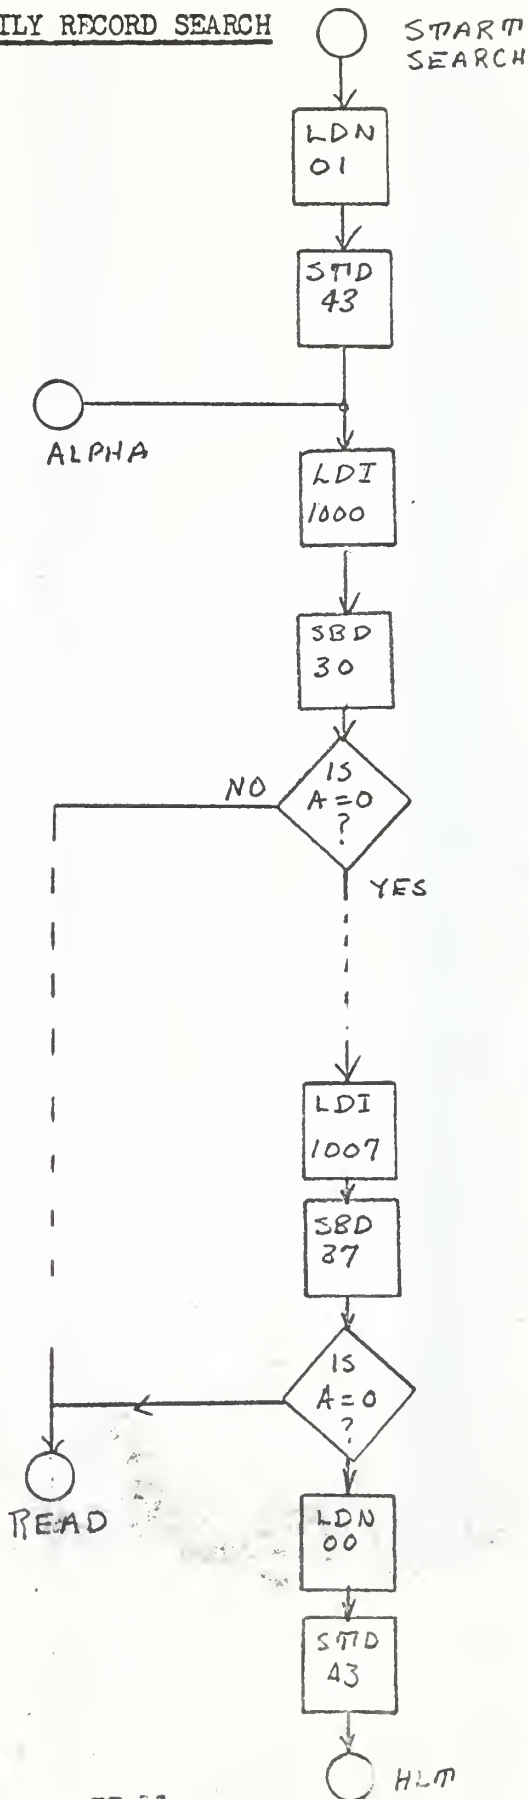 ILY RECORD SEARCH
START
SEARCH
LDN
01
STD
43
ALPHA
LDI
1000
SBD
30
IS
A=0
?
NO
YES
LDI
1007
SBD
37
IS
A=0
?
READ
LDN
00
STD
43
HLT